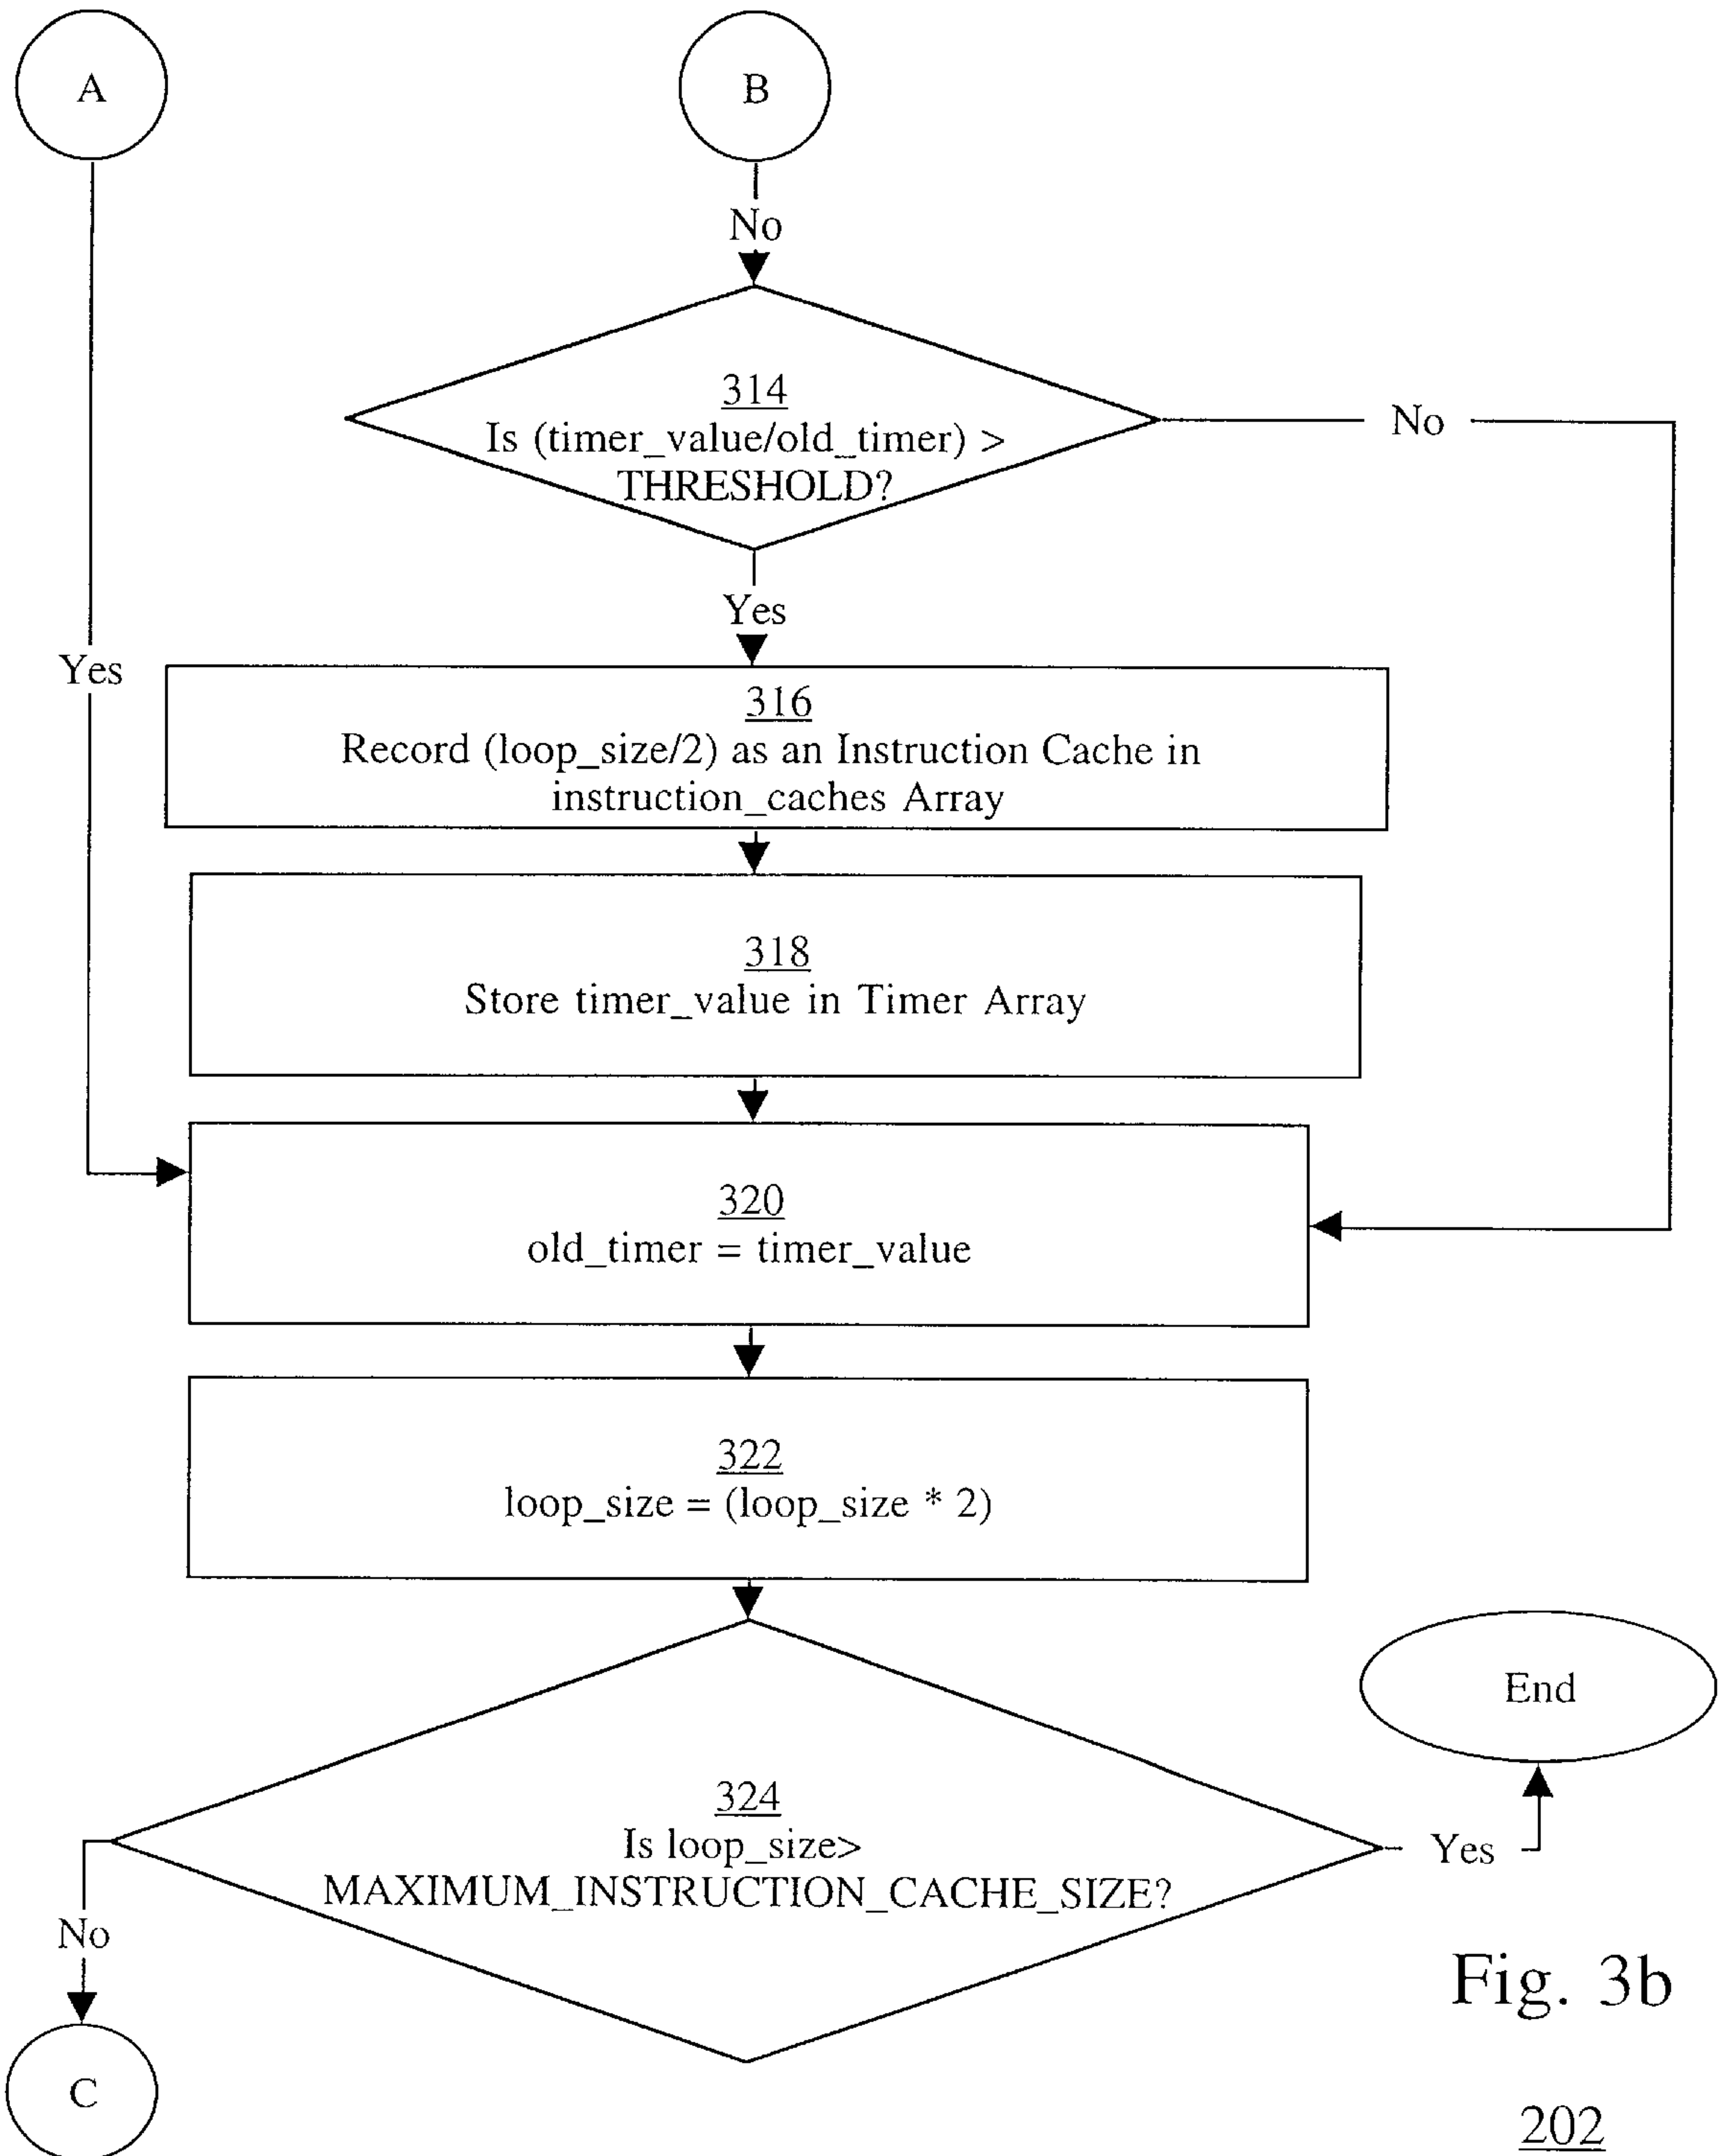 A
B
No
314
Is (timer_value/old_timer) >
THRESHOLD?
No
Yes
Yes
316
Record (loop_size/2) as an Instruction Cache in
instruction_caches Array
318
Store timer_value in Timer Array
320
old_timer = timer_value
322
loop_size = (loop_size * 2)
End
324
Is loop_size>
MAXIMUM_INSTRUCTION_CACHE_SIZE?
Yes
No
C
Fig. 3b
202